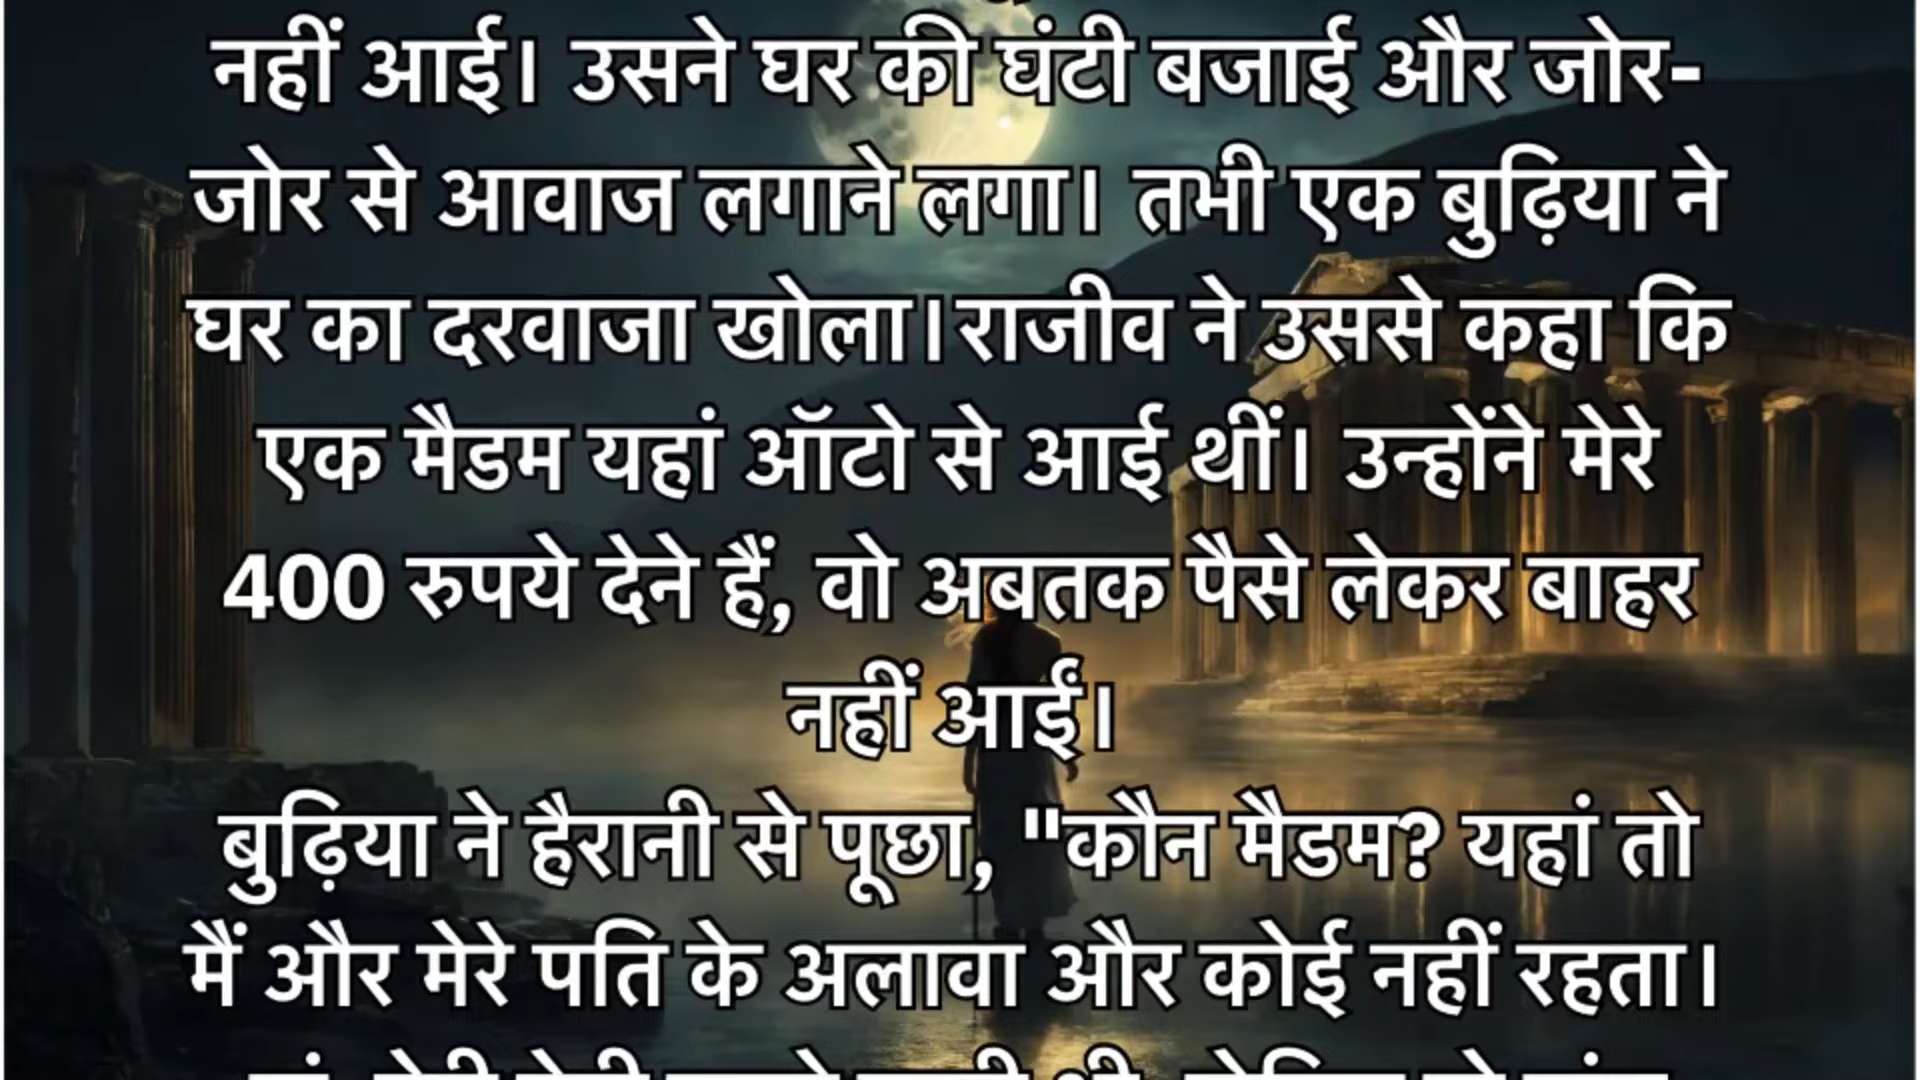 नहीं आई। उसने घर की घंटी बजाई और जोर-
जोर से आवाज लगाने लगा। तभी एक बुढ़िया ने
घर का दरवाजा खोला।राजीव ने उससे कहा कि
एक मैडम यहां ऑटो से आई थीं। उन्होंने मेरे
400 रुपये देने हैं, वो अबतक पैसे लेकर बाहर
नहीं आईं।
बुढ़िया ने हैरानी से पूछा, "कौन मैडम? यहां तो
मैं और मेरे पति के अलावा और कोई नहीं रहता।